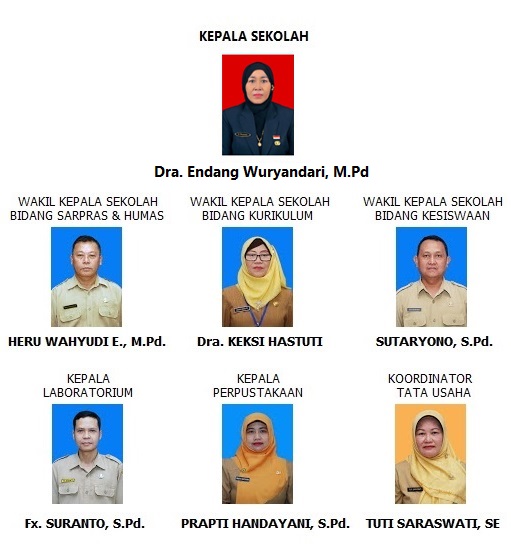 KEPALA SEKOLAH
Dra. Endang Wuryandari, M.Pd
WAKIL KEPALA SEKOLAH
BIDANG SARPRAS & HUMAS
HERU WAHYUDI E., M.Pd.
WAKIL KEPALA SEKOLAH
BIDANG KURIKULUM
Dra. KEKSI HASTUTI
WAKIL KEPALA SEKOLAH
BIDANG KESISWAAN
SUTARYONO, S.Pd.
KEPALA
LABORATORIUM
Fx. SURANTO, S.Pd.
KEPALA
PERPUSTAKAAN
PRAPTI HANDAYANI, S.Pd.
KOORDINATOR
TATA USAHA
TUTI SARASWATI, SE